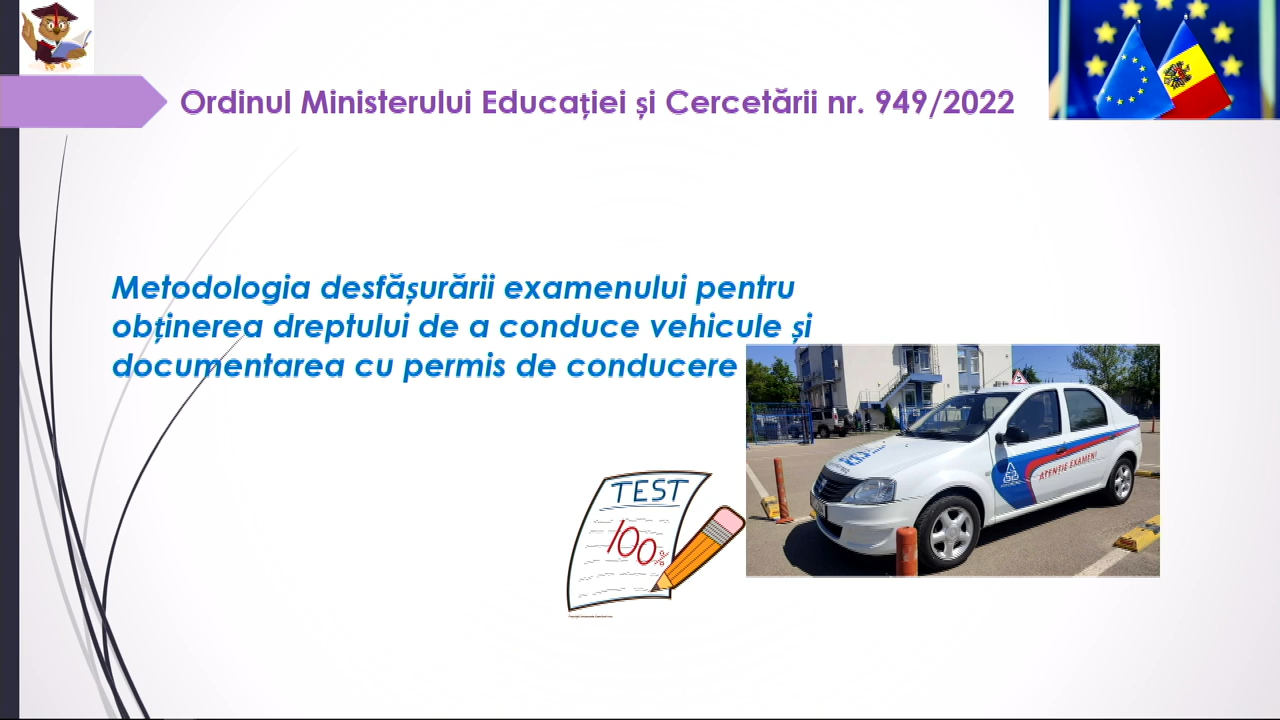 Ordinul Ministerului Educației și Cercetării nr. 949/2022
Metodologia desfășurării examenului pentru
obținerea dreptului de a conduce vehicule și
documentarea cu permis de conducere
TEST
100%
ATENȚIE EXAMEN!